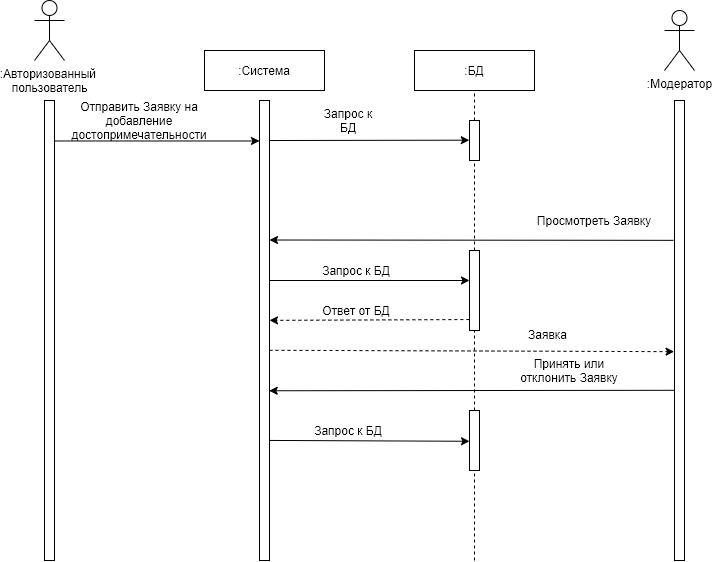 :Авторизованный
пользователь
:Система
:БД
:Модератор
Отправить Заявку на
добавление
достопримечательности
Запрос к
БД
Просмотреть Заявку
Запрос к БД
Ответ от БД
Заявка
Принять или
отклонить Заявку
Запрос к БД